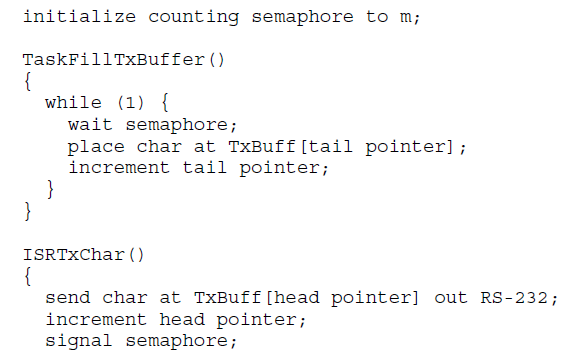 initialize counting semaphore to m;

TaskFillTxBuffer()
{
  while (1) {
    wait semaphore;
    place char at TxBuff[tail pointer];
    increment tail pointer;
  }
}

ISRTxChar()
{
  send char at TxBuff[head pointer] out RS-232;
  increment head pointer;
  signal semaphore;